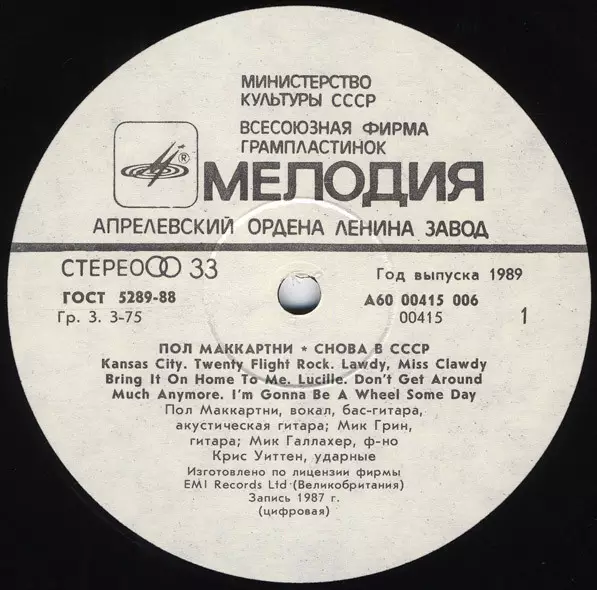 МИНИСТЕРСТВО
КУЛЬТУРЫ СССР
ВСЕСОЮЗНАЯ ФИРМА
ГРАМПЛАСТИНОК
®
МЕЛОДИЯ
АПРЕЛЕВСКИЙ ОРДЕНА ЛЕНИНА ЗАВОД
СТЕРЕО 33
Год выпуска 1989
ГОСТ 5289-88
А60 00415 006
Гр. 3. 3-75
00415
1
ПОЛ МАККАРТНИ * СНОВА В СССР
Kansas City. Twenty Flight Rock. Lawdy, Miss Clawdy
Bring It On Home To Me. Lucille. Don't Get Around
Much Anymore. I'm Gonna Be A Wheel Some Day
Пол Маккартни, вокал, бас-гитара,
акустическая гитара; Мик Грин,
гитара; Мик Галлахер, ф-но
Крис Уиттен, ударные
Изготовлено по лицензии фирмы
EMI Records Ltd (Великобритания)
Запись 1987 г.
(цифровая)